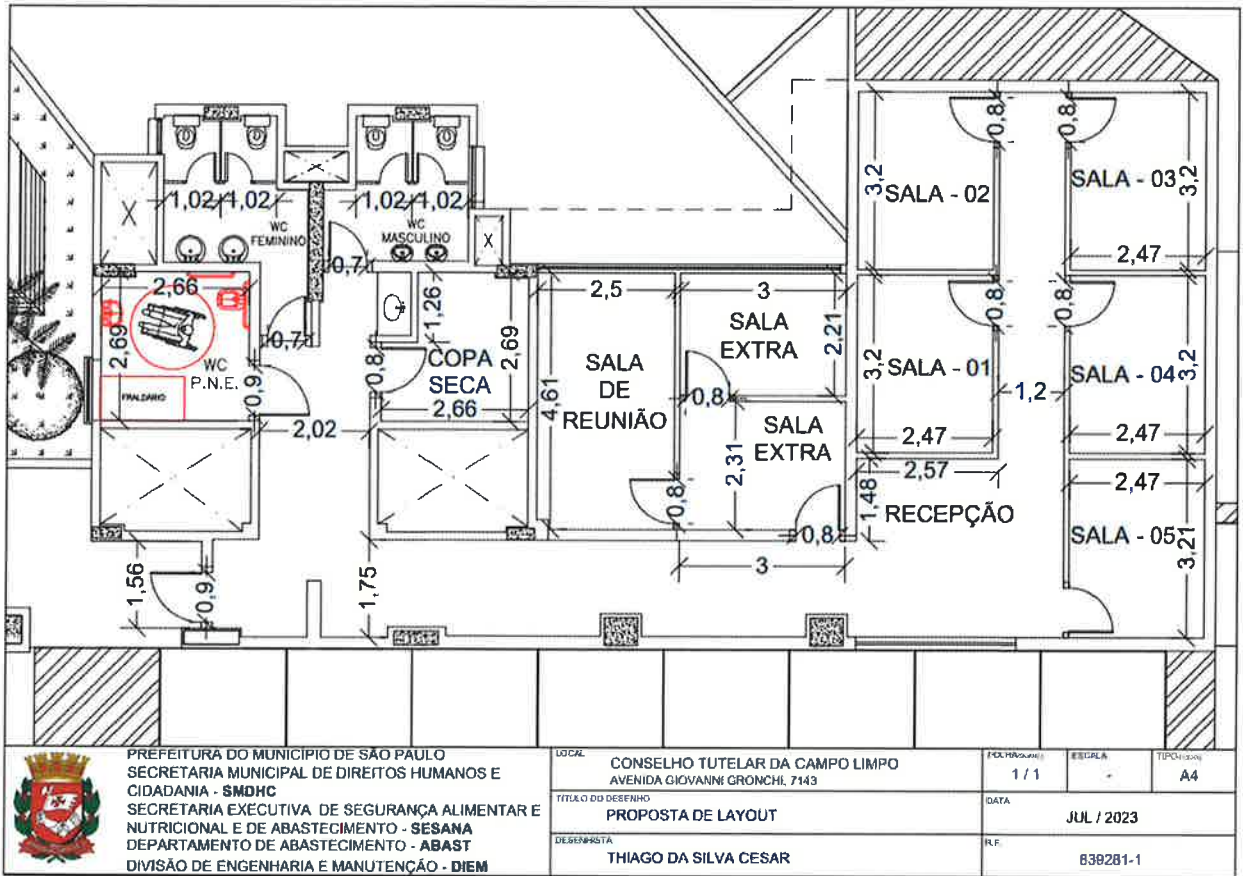 1,02
1,02
1,02
1,02
WC
FEMININO
WC
MASCULINO
X
X
0,7
0,7
2,66
2,69
WC
P.N.E.
FRALDÁRIO
0,9
2,02
1,26
0,8
COPA
SECA
2,69
2,66
2,5
4,61
SALA
DE
REUNIÃO
0,8
3
SALA
EXTRA
2,21
0,8
SALA
EXTRA
2,31
0,8
3
3,2
SALA - 02
0,8
0,8
SALA - 03
3,2
2,47
3,2
SALA - 01
0,8
0,8
2,47
1,2
SALA - 04
3,2
2,47
2,57
1,48
RECEPÇÃO
2,47
SALA - 05
3,21
1,56
0,9
1,75
PREFEITURA DO MUNICÍPIO DE SÃO PAULO
SECRETARIA MUNICIPAL DE DIREITOS HUMANOS E
CIDADANIA - SMDHC
SECRETARIA EXECUTIVA DE SEGURANÇA ALIMENTAR E
NUTRICIONAL E DE ABASTECIMENTO - SESANA
DEPARTAMENTO DE ABASTECIMENTO - ABAST
DIVISÃO DE ENGENHARIA E MANUTENÇÃO - DIEM
LOCAL
CONSELHO TUTELAR DA CAMPO LIMPO
AVENIDA GIOVANNI GRONCHI, 7143
TÍTULO DO DESENHO
PROPOSTA DE LAYOUT
DESENHISTA
THIAGO DA SILVA CESAR
1 / 1
ESCALA
-
A4
DATA
JUL / 2023
R.F.
839281-1